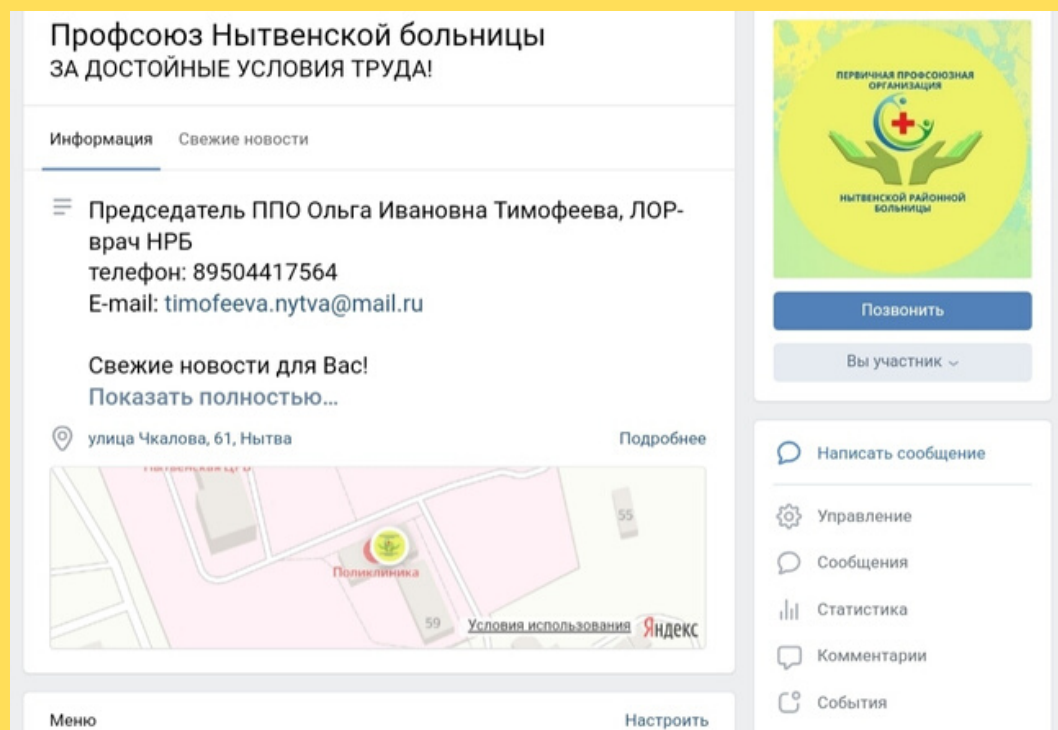 Профсоюз Нытвенской больницы
ЗА ДОСТОЙНЫЕ УСЛОВИЯ ТРУДА!
Информация
Свежие новости
Председатель ППО Ольга Ивановна Тимофеева, ЛОР-
врач НРБ
телефон: 89504417564
E-mail: timofeeva.nytva@mail.ru
Свежие новости для Вас!
Показать полностью...
улица Чкалова, 61, Нытва
Подробнее
Поликлиника
55
59
Условия использования
Яндекс
Меню
Настроить
ПЕРВИЧНАЯ ПРОФСОЮЗНАЯ
ОРГАНИЗАЦИЯ
НЫТВЕНСКОЙ РАЙОННОЙ
БОЛЬНИЦЫ
Позвонить
Вы участник
Написать сообщение
Управление
Сообщения
Статистика
Комментарии
События